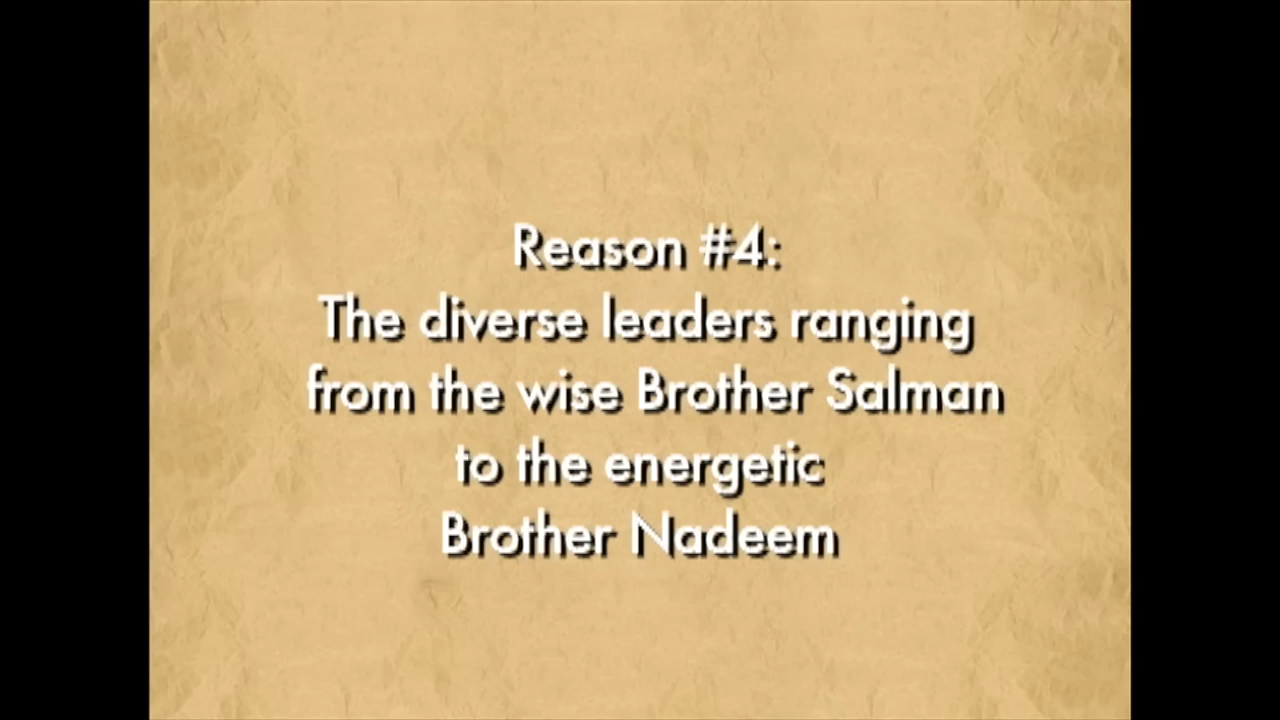 Reason #4:
The diverse leaders ranging
from the wise Brother Salman
to the energetic
Brother Nadeem